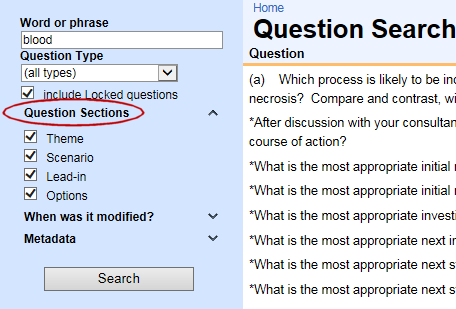 Word or phrase
blood
Question Type
(all types)
include Locked questions
Question Sections
Theme
Scenario
Lead-in
Options
When was it modified?
Metadata
Search
Home
Question Search
Question
(a) Which process is likely to be
necrosis? Compare and contrast,
*After discussion with your
course of action?
*What is the most appropriate initial
*What is the most appropriate initial
*What is the most appropriate
*What is the most appropriate next
*What is the most appropriate next
*What is the most appropriate next